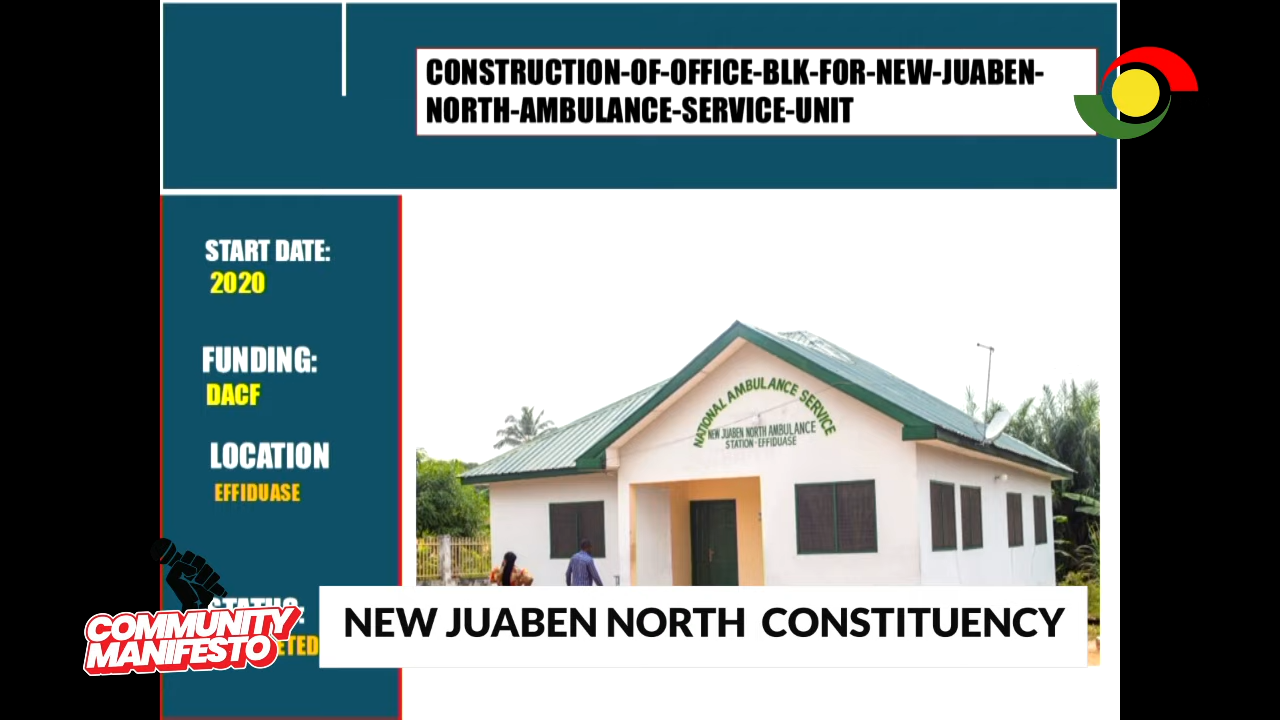 CONSTRUCTION-OF-OFFICE-BLK-FOR-NEW-JUABEN-
NORTH-AMBULANCE-SERVICE-UNIT
START DATE:
2020
FUNDING:
DACF
LOCATION
EFFIDUASE
NATIONAL AMBULANCE SERVICE
NEW JUABEN NORTH AMBULANCE
STATION-EFFIDUASE
COMMUNITY
MANIFESTO
NEW JUABEN NORTH CONSTITUENCY